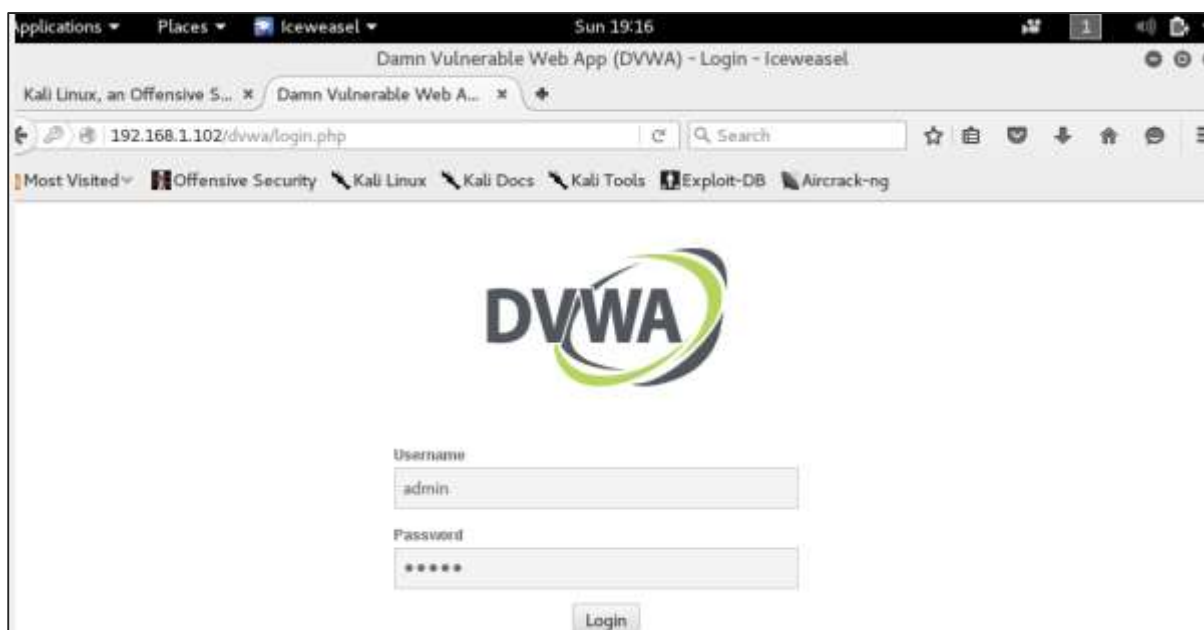 Applications Places Iceweasel Sun 19:16 1
Damn Vulnerable Web App (DVWA) - Login - Iceweasel
Kali Linux, an Offensive S... Damn Vulnerable Web A...
192.168.1.102/dvwa/login.php Search
Most Visited Offensive Security Kali Linux Kali Docs Kali Tools Exploit-DB Aircrack-ng
DVWA
Username
admin
Password
•••••
Login